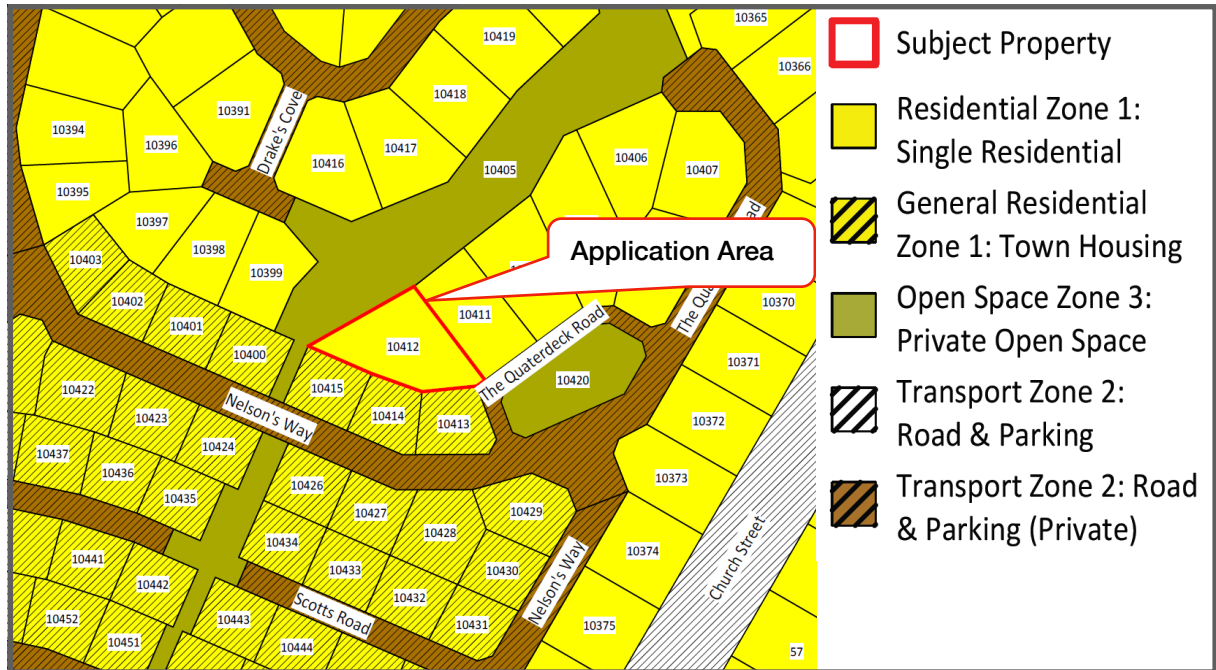 10365
10419
10366
10418
10391
10394
10396
Drake's Cove
10417
10416
10406
10407
10405
10395
10397
10398
10399
10403
10402
10401
10400
Application Area
10411
10412
The Quaterdeck Road
The Qua
ad
10370
10371
10420
10415
10414
10413
10372
10373
10422
10423
10424
Nelson's Way
10437
10436
10435
10426
10427
10428
10429
10434
10433
10430
10432
10431
10441
10442
10452
10451
10443
10444
Scotts Road
Nelson's Way
10374
10375
Church Street
57
Subject Property
Residential Zone 1:
Single Residential
General Residential
Zone 1: Town Housing
Open Space Zone 3:
Private Open Space
Transport Zone 2:
Road & Parking
Transport Zone 2: Road
& Parking (Private)